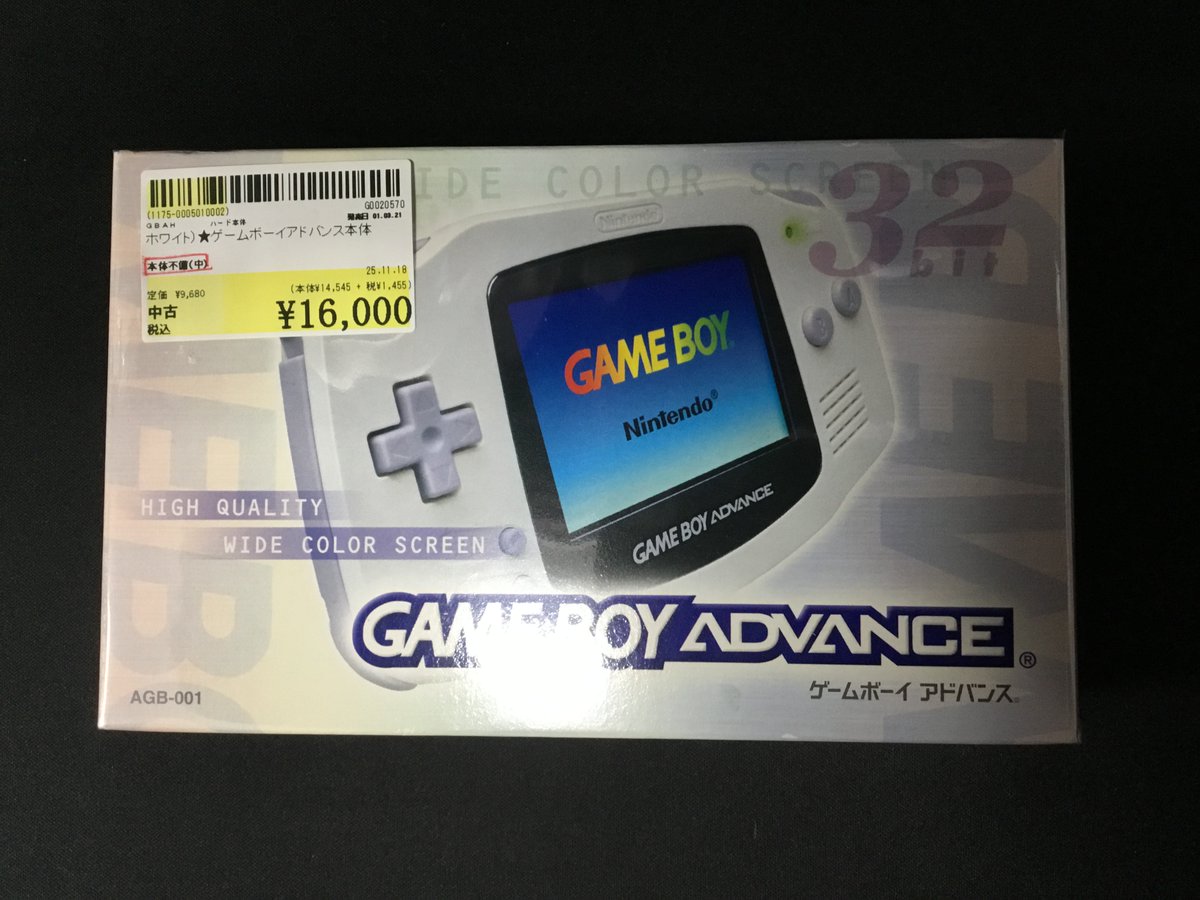 WIDE COLOR SCREEN
32
bit
(1175-0005010002)
G0020570
GBAH ハード本体
発売日 01.03.21
ホワイト)★ゲームボーイアドバンス本体
本体不備(中)
25.11.18
定価 ¥9,680
(本体¥14,545 + 税¥1,455)
中古
税込
¥16,000
Nintendo
GAME BOY
Nintendo®
GAME BOY ADVANCE
HIGH QUALITY
WIDE COLOR SCREEN
GAME BOY ADVANCE®
AGB-001
ゲームボーイ アドバンス